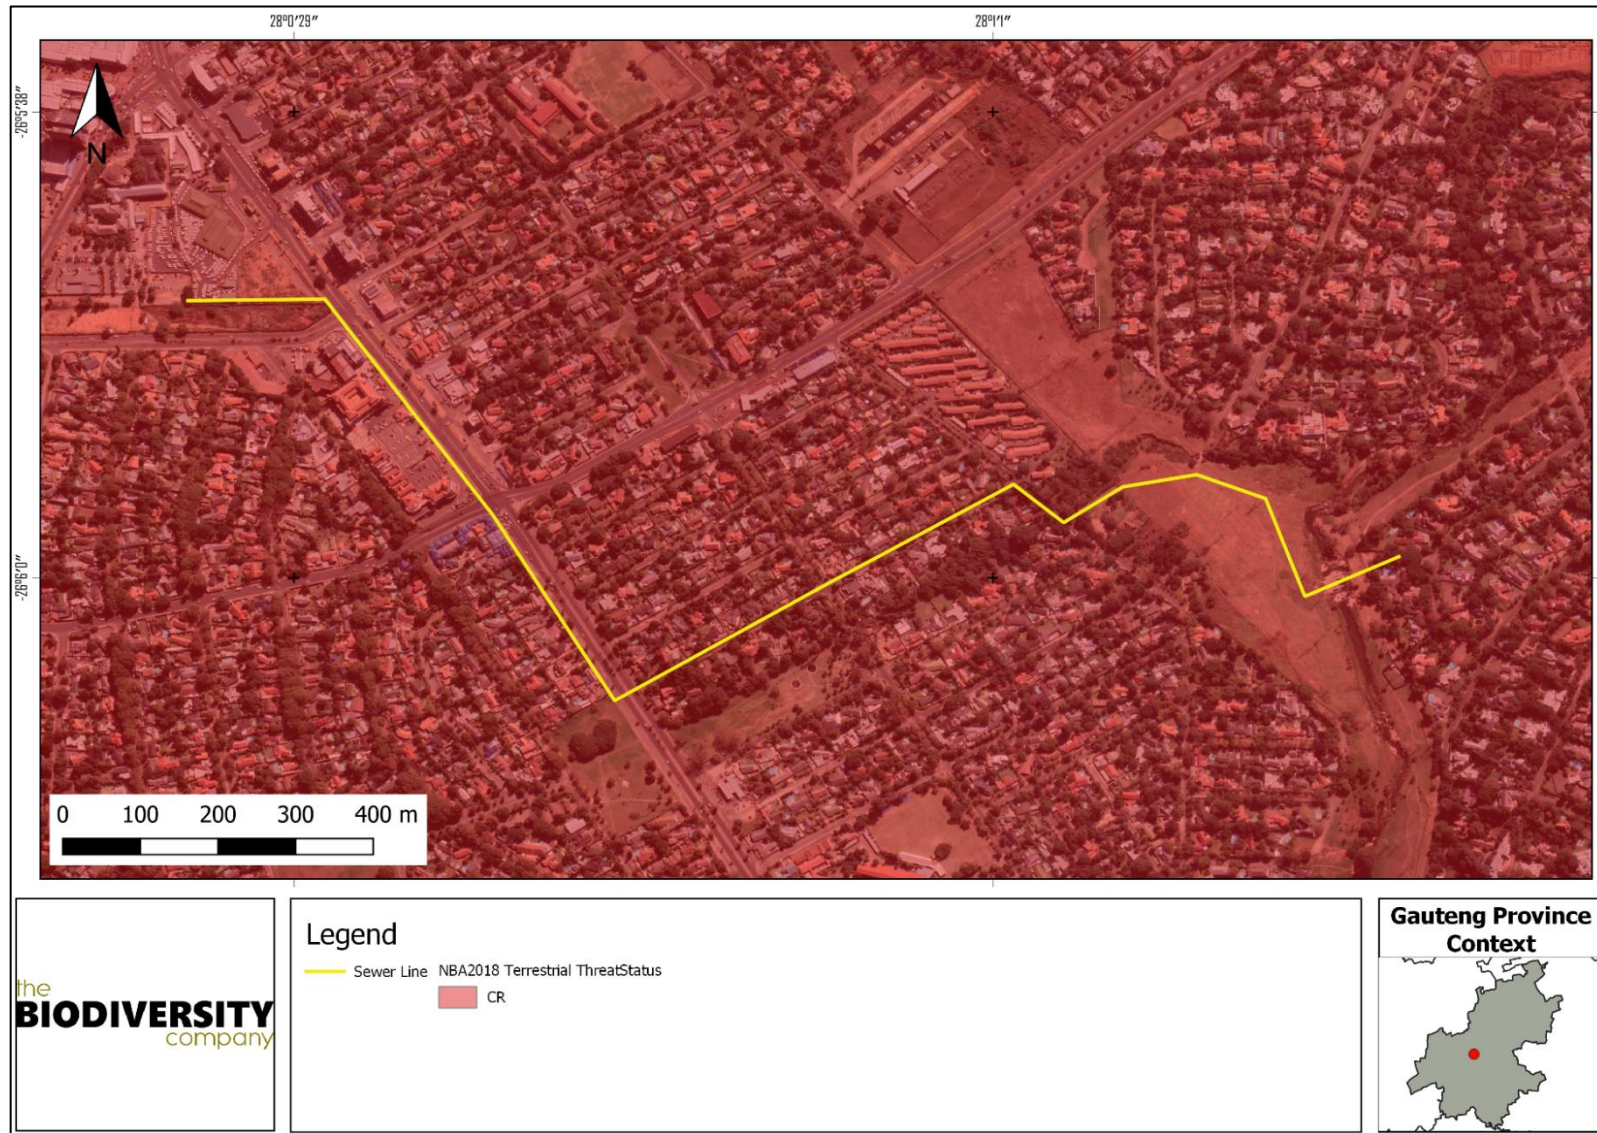 28°0'29"
28°1'1"
-26°5'38"
-26°6'0"
N
0 100 200 300 400 m
the
BIODIVERSITY
company
Legend
Sewer Line
NBA2018 Terrestrial ThreatStatus
CR
Gauteng Province
Context